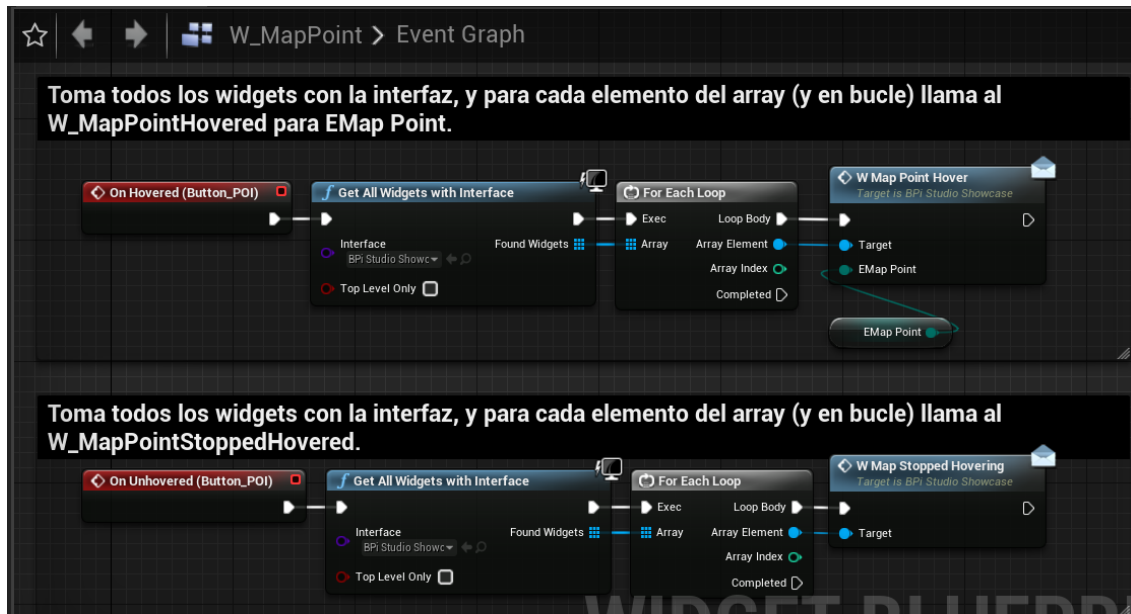 W_MapPoint > Event Graph
Toma todos los widgets con la interfaz, y para cada elemento del array (y en bucle) llama al
W_MapPointHovered para EMap Point.
On Hovered (Button_POI)
f Get All Widgets with Interface
Interface
BPi Studio Showc
Found Widgets
Top Level Only
For Each Loop
Exec
Loop Body
Array
Array Element
Array Index
Completed
W Map Point Hover
Target is BPi Studio Showcase
Target
EMap Point
EMap Point
Toma todos los widgets con la interfaz, y para cada elemento del array (y en bucle) llama al
W_MapPointStoppedHovered.
On Unhovered (Button_POI)
f Get All Widgets with Interface
Interface
BPi Studio Showc
Found Widgets
Top Level Only
For Each Loop
Exec
Loop Body
Array
Array Element
Array Index
Completed
W Map Stopped Hovering
Target is BPi Studio Showcase
Target
WIDGET BLUEPR